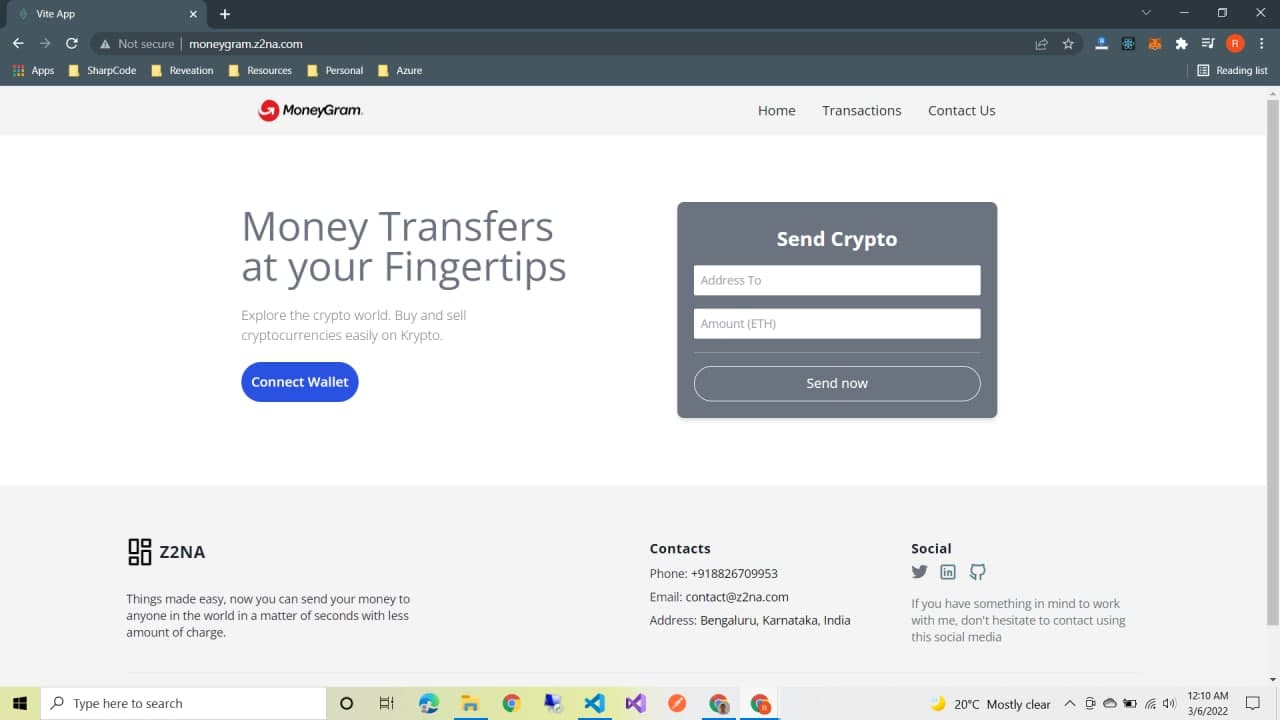 Vite App
Not secure
moneygram.z2na.com
R
Apps
SharpCode
Reveation
Resources
Personal
Azure
Reading list
MoneyGram.
Home
Transactions
Contact Us
Money Transfers
at your Fingertips
Explore the crypto world. Buy and sell
cryptocurrencies easily on Krypto.
Connect Wallet
Send Crypto
Address To
Amount (ETH)
Send now
Z2NA
Things made easy, now you can send your money to
anyone in the world in a matter of seconds with less
amount of charge.
Contacts
Phone: +918826709953
Email: contact@z2na.com
Address: Bengaluru, Karnataka, India
Social
If you have something in mind to work
with me, don't hesitate to contact using
this social media
Type here to search
20°C Mostly clear
12:10 AM
3/6/2022